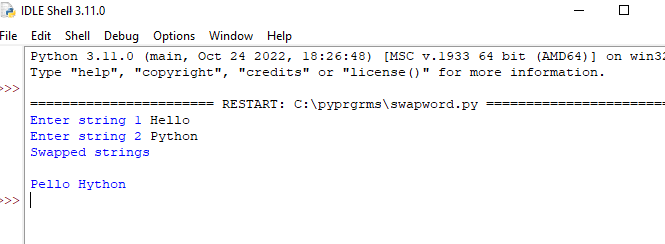 IDLE Shell 3.11.0
File Edit Shell Debug Options Window Help
Python 3.11.0 (main, Oct 24 2022, 18:26:48) [MSC v.1933 64 bit (AMD64)] on win32
Type "help", "copyright", "credits" or "license()" for more information.
>>>
======================= RESTART: C:\pyprgrms\swapword.py =======================
Enter string 1 Hello
Enter string 2 Python
Swapped strings
Pello Hython
>>>